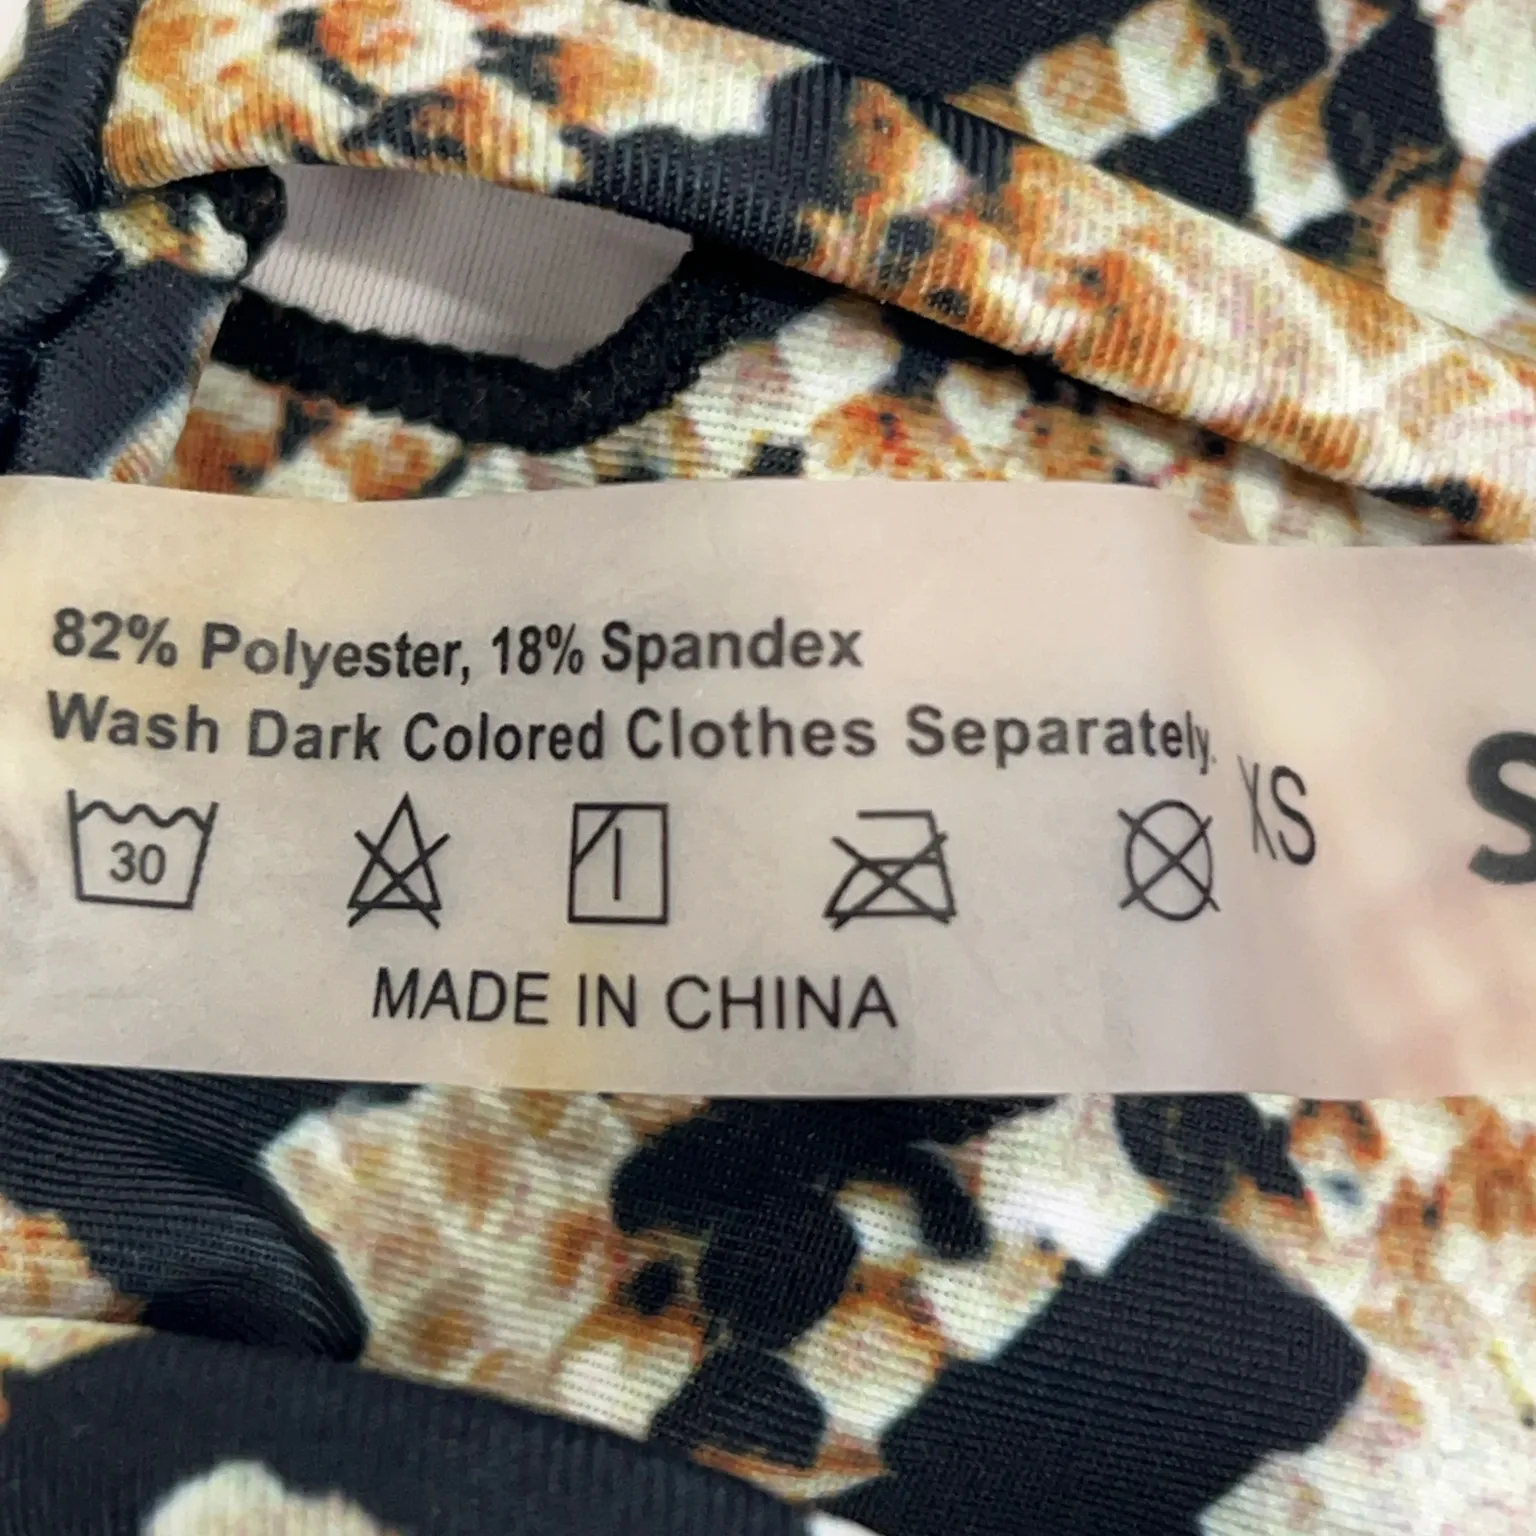 82% Polyester, 18% Spandex
Wash Dark Colored Clothes Separately.
30
XS
S
MADE IN CHINA